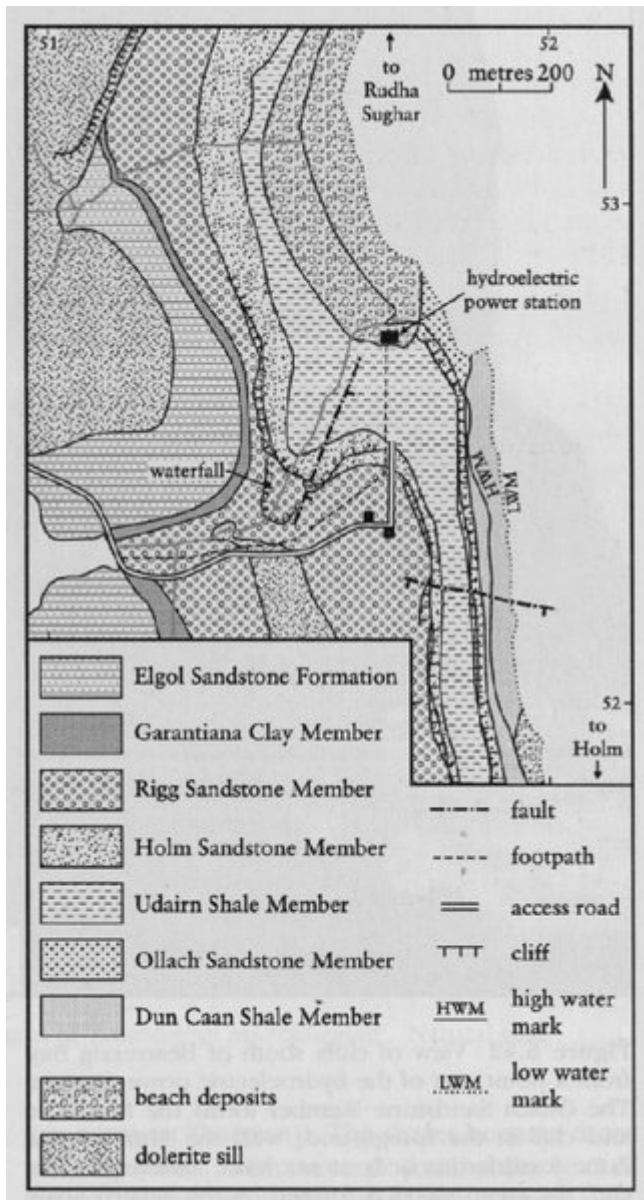 51
52
to
Rudha
Sughar
0 metres 200
N
53
hydroelectric
power station
waterfall
HWM
LWM
52
to
Holm
Elgol Sandstone Formation
Garantiana Clay Member
Rigg Sandstone Member
Holm Sandstone Member
Udairn Shale Member
Ollach Sandstone Member
Dun Caan Shale Member
beach deposits
dolerite sill
fault
footpath
access road
cliff
HWM high water
mark
LWM low water
mark